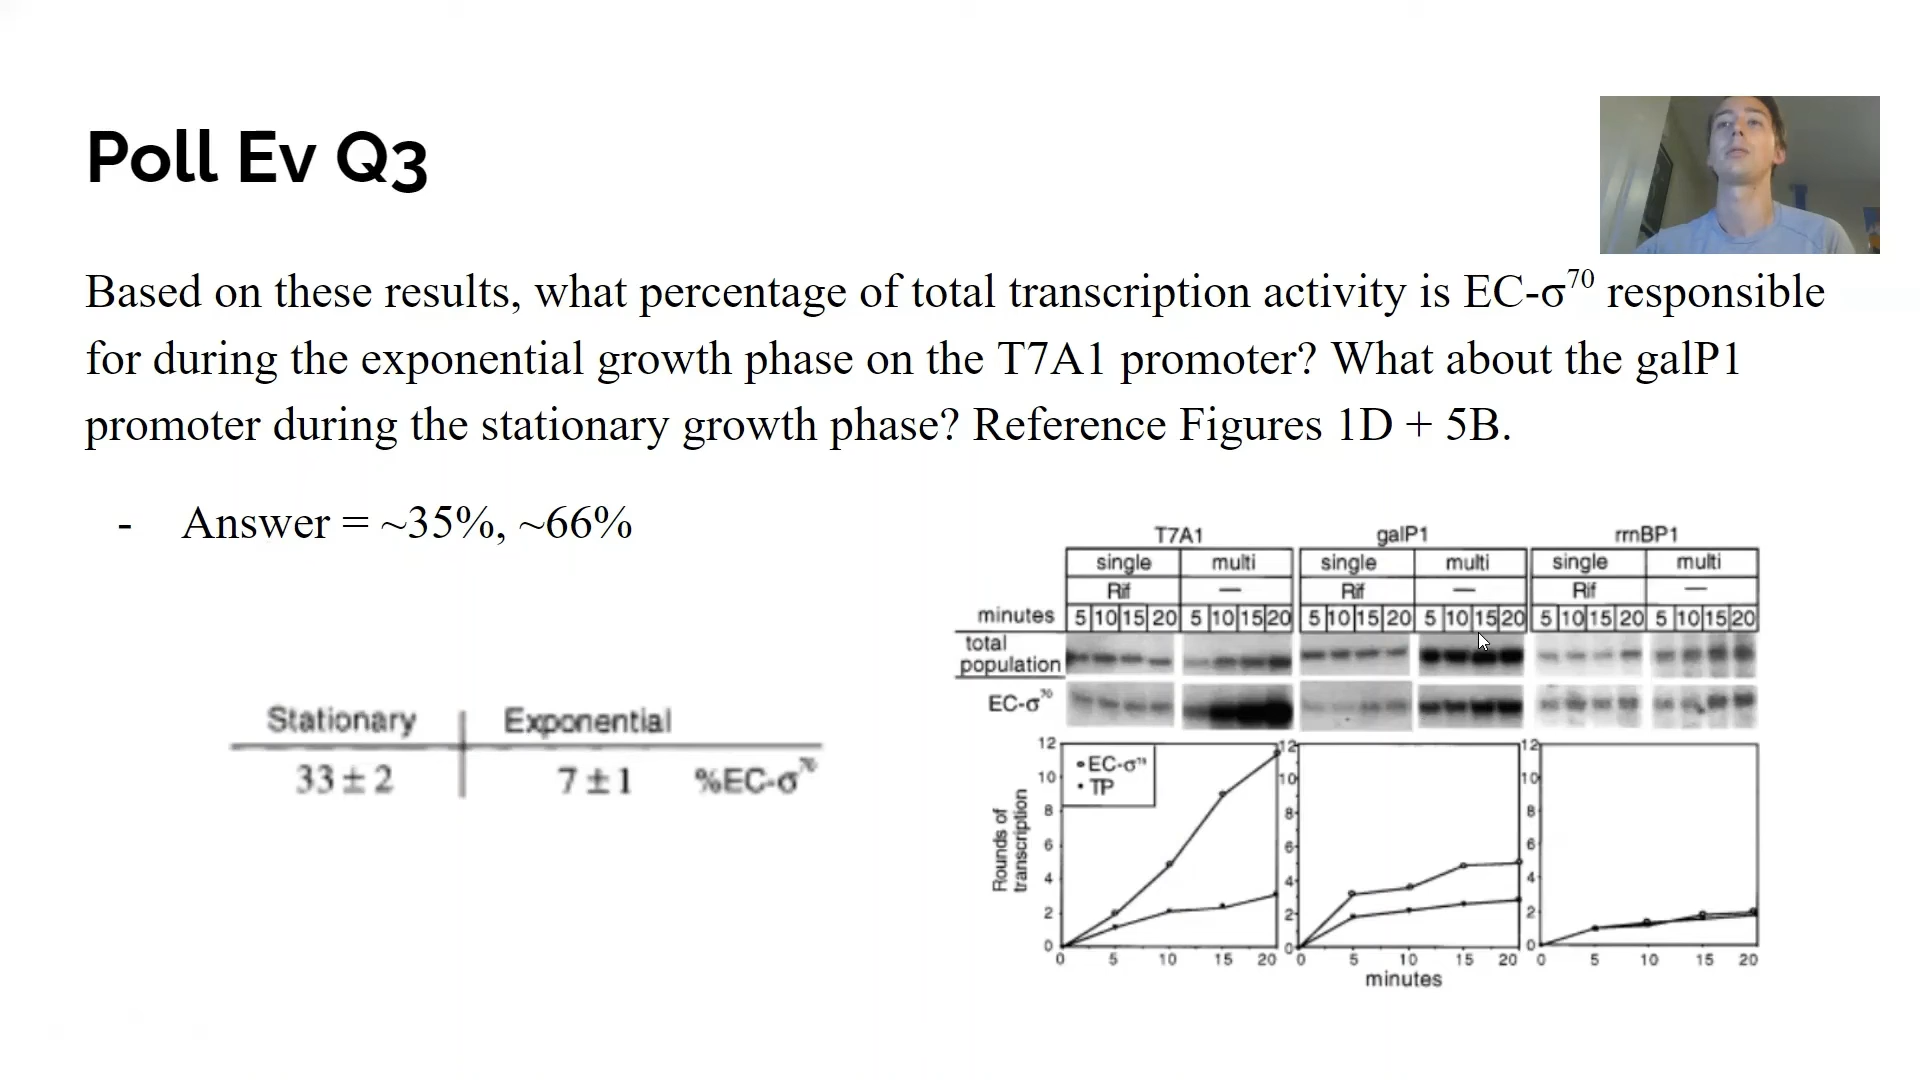 Poll Ev Q3
Based on these results, what percentage of total transcription activity is EC-σ⁷⁰ responsible
for during the exponential growth phase on the T7A1 promoter? What about the galP1
promoter during the stationary growth phase? Reference Figures 1D + 5B.
- Answer = ~35%, ~66%
Stationary Exponential
33 ± 2 7 ± 1 %EC-σ⁷⁰
T7A1 galP1 rrnBP1
single multi single multi single multi
Rif — Rif — Rif —
minutes 5 10 15 20 5 10 15 20 5 10 15 20 5 10 15 20 5 10 15 20 5 10 15 20
total
population
EC-σ⁷⁰
12 12 12
EC-σ⁷⁰
TP
10 10 10
8 8 8
6 6 6
4 4 4
2 2 2
0 0 0
Rounds of
transcription
0 5 10 15 20 0 5 10 15 20 0 5 10 15 20
minutes